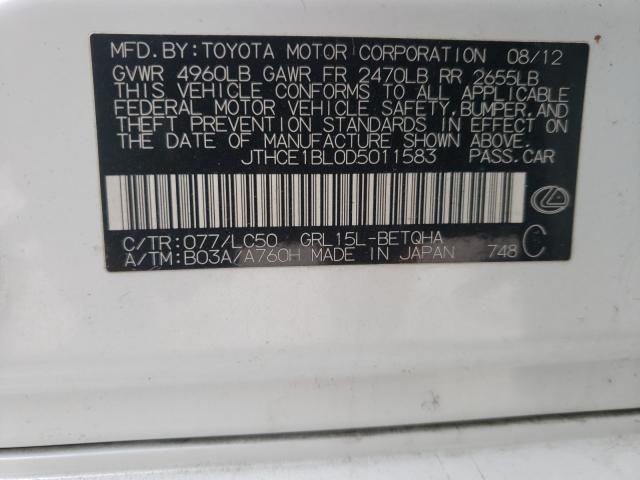 MFD. BY: TOYOTA MOTOR CORPORATION 08/12
GVWR 4960LB GAWR FR 2470LB RR 2655LB
THIS VEHICLE CONFORMS TO ALL APPLICABLE
FEDERAL MOTOR VEHICLE SAFETY, BUMPER, AND
THEFT PREVENTION STANDARDS IN EFFECT ON
THE DATE OF MANUFACTURE SHOWN ABOVE.
JTHCE1BL0D5011583 PASS. CAR
C/TR: 077/LC50 GRL15L-BETQHA
A/TM: B03A/A760H MADE IN JAPAN 748 C